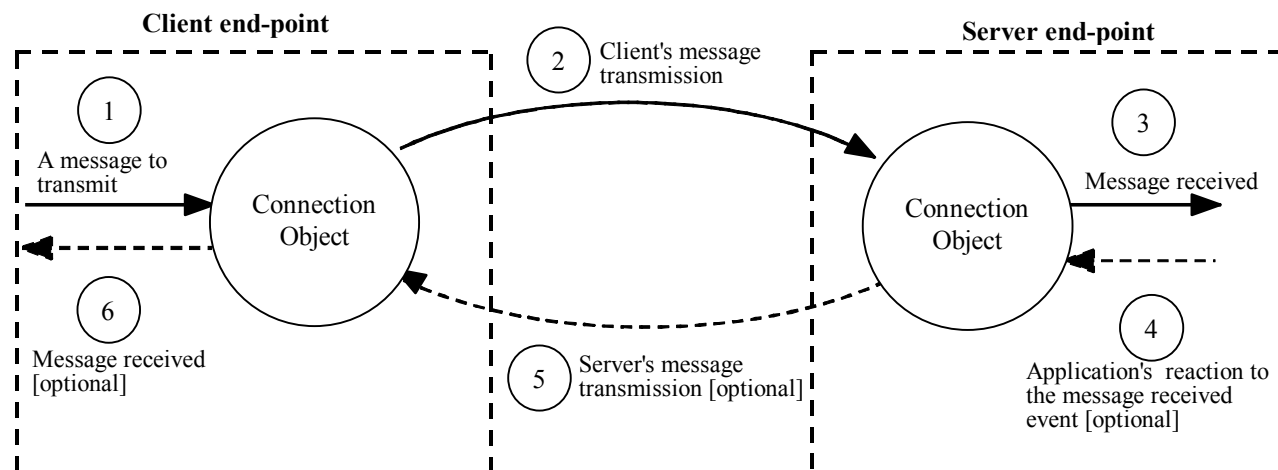 Client end-point
Server end-point
2
Client's message
transmission
1
3
A message to
transmit
Message received
Connection
Object
Connection
Object
6
4
Message received
[optional]
5
Server's message
transmission [optional]
Application's reaction to
the message received
event [optional]